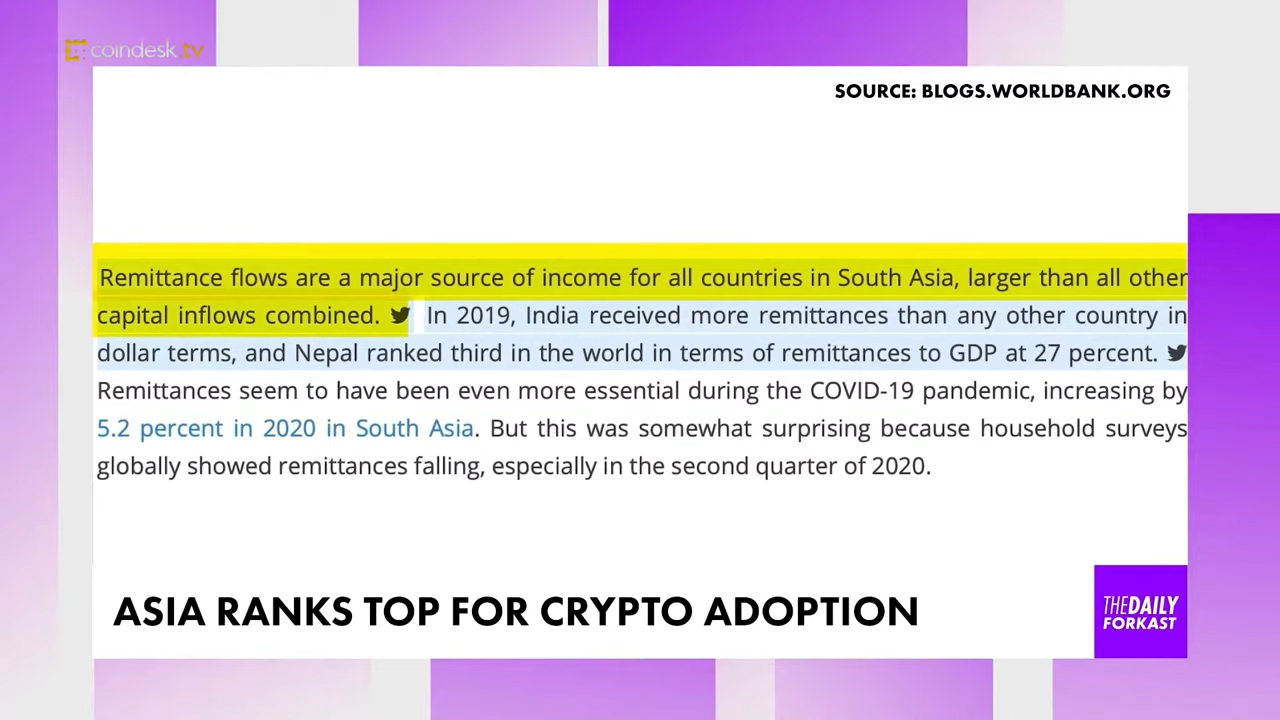 coindesk.tv
SOURCE: BLOGS.WORLDBANK.ORG
Remittance flows are a major source of income for all countries in South Asia, larger than all other
capital inflows combined. In 2019, India received more remittances than any other country in
dollar terms, and Nepal ranked third in the world in terms of remittances to GDP at 27 percent.
Remittances seem to have been even more essential during the COVID-19 pandemic, increasing by
5.2 percent in 2020 in South Asia. But this was somewhat surprising because household surveys
globally showed remittances falling, especially in the second quarter of 2020.
ASIA RANKS TOP FOR CRYPTO ADOPTION
THEDAILY
FORKAST